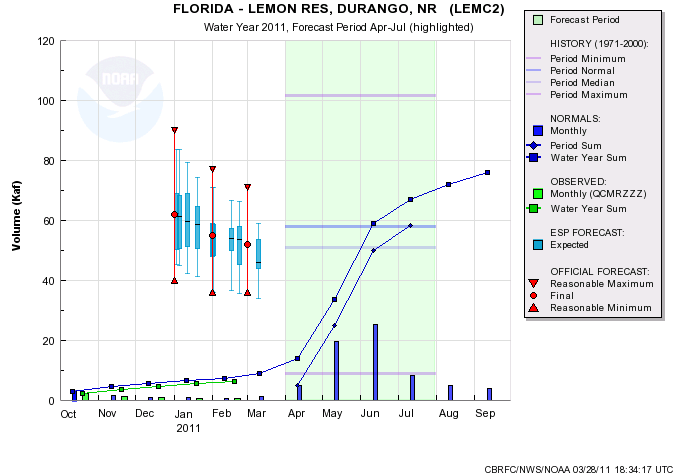 FLORIDA - LEMON RES, DURANGO, NR (LEMC2)
Water Year 2011, Forecast Period Apr-Jul (highlighted)
Volume (Kaf)
120
100
80
60
40
20
0
NOAA
Oct Nov Dec Jan Feb Mar Apr May Jun Jul Aug Sep
2011
Forecast Period
HISTORY (1971-2000):
Period Minimum
Period Normal
Period Median
Period Maximum
NORMALS:
Monthly
Period Sum
Water Year Sum
OBSERVED:
Monthly (QCMRZZZ)
Water Year Sum
ESP FORECAST:
Expected
OFFICIAL FORECAST:
Reasonable Maximum
Final
Reasonable Minimum
CBRFC/NWS/NOAA 03/28/11 18:34:17 UTC